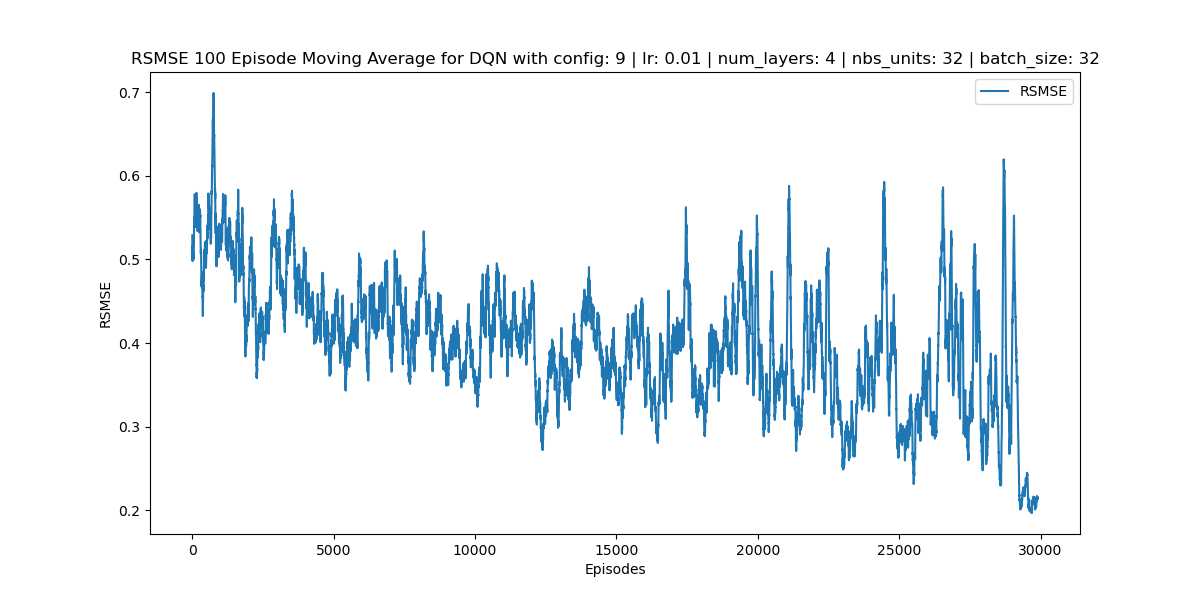 RSMSE 100 Episode Moving Average for DQN with config: 9 | lr: 0.01 | num_layers: 4 | nbs_units: 32 | batch_size: 32
RSMSE
0.7
0.6
0.5
0.4
0.3
0.2
RSMSE
0 5000 10000 15000 20000 25000 30000
Episodes